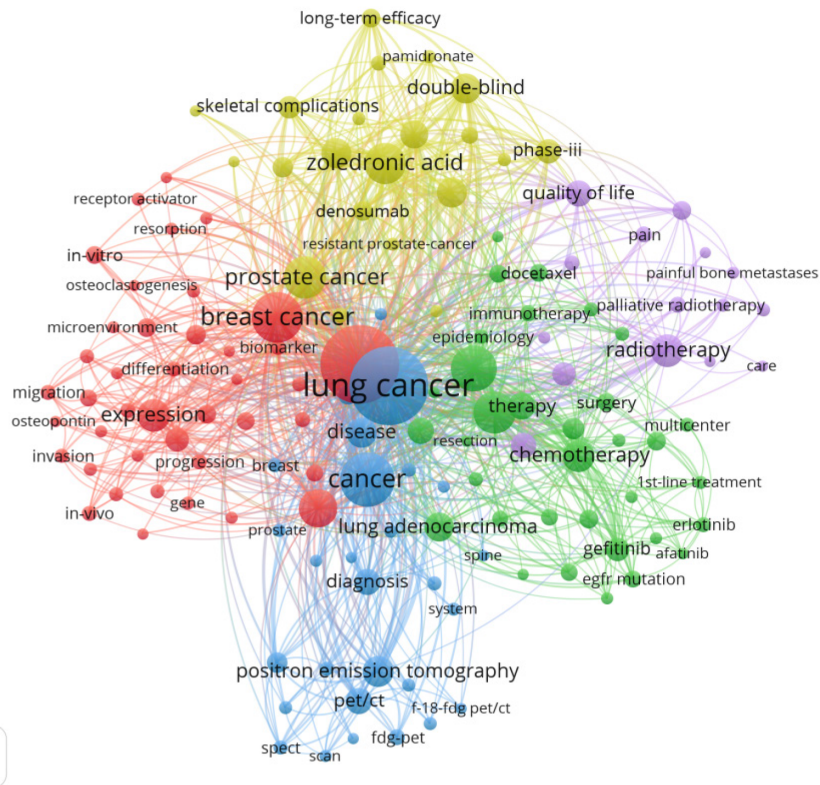 long-term efficacy
pamidronate
double-blind
skeletal complications
phase-iii
zoledronic acid
quality of life
receptor activator
denosumab
resorption
pain
resistant prostate-cancer
in-vitro
docetaxel
painful bone metastases
prostate cancer
osteoclastogenesis
palliative radiotherapy
immunotherapy
breast cancer
microenvironment
epidemiology
biomarker
radiotherapy
differentiation
care
lung cancer
migration
surgery
therapy
expression
osteopontin
multicenter
disease
resection
invasion
chemotherapy
progression
breast
cancer
1st-line treatment
gene
in-vivo
erlotinib
prostate
lung adenocarcinoma
gefitinib
afatinib
spine
diagnosis
egfr mutation
system
positron emission tomography
pet/ct
f-18-fdg pet/ct
fdg-pet
spect
scan